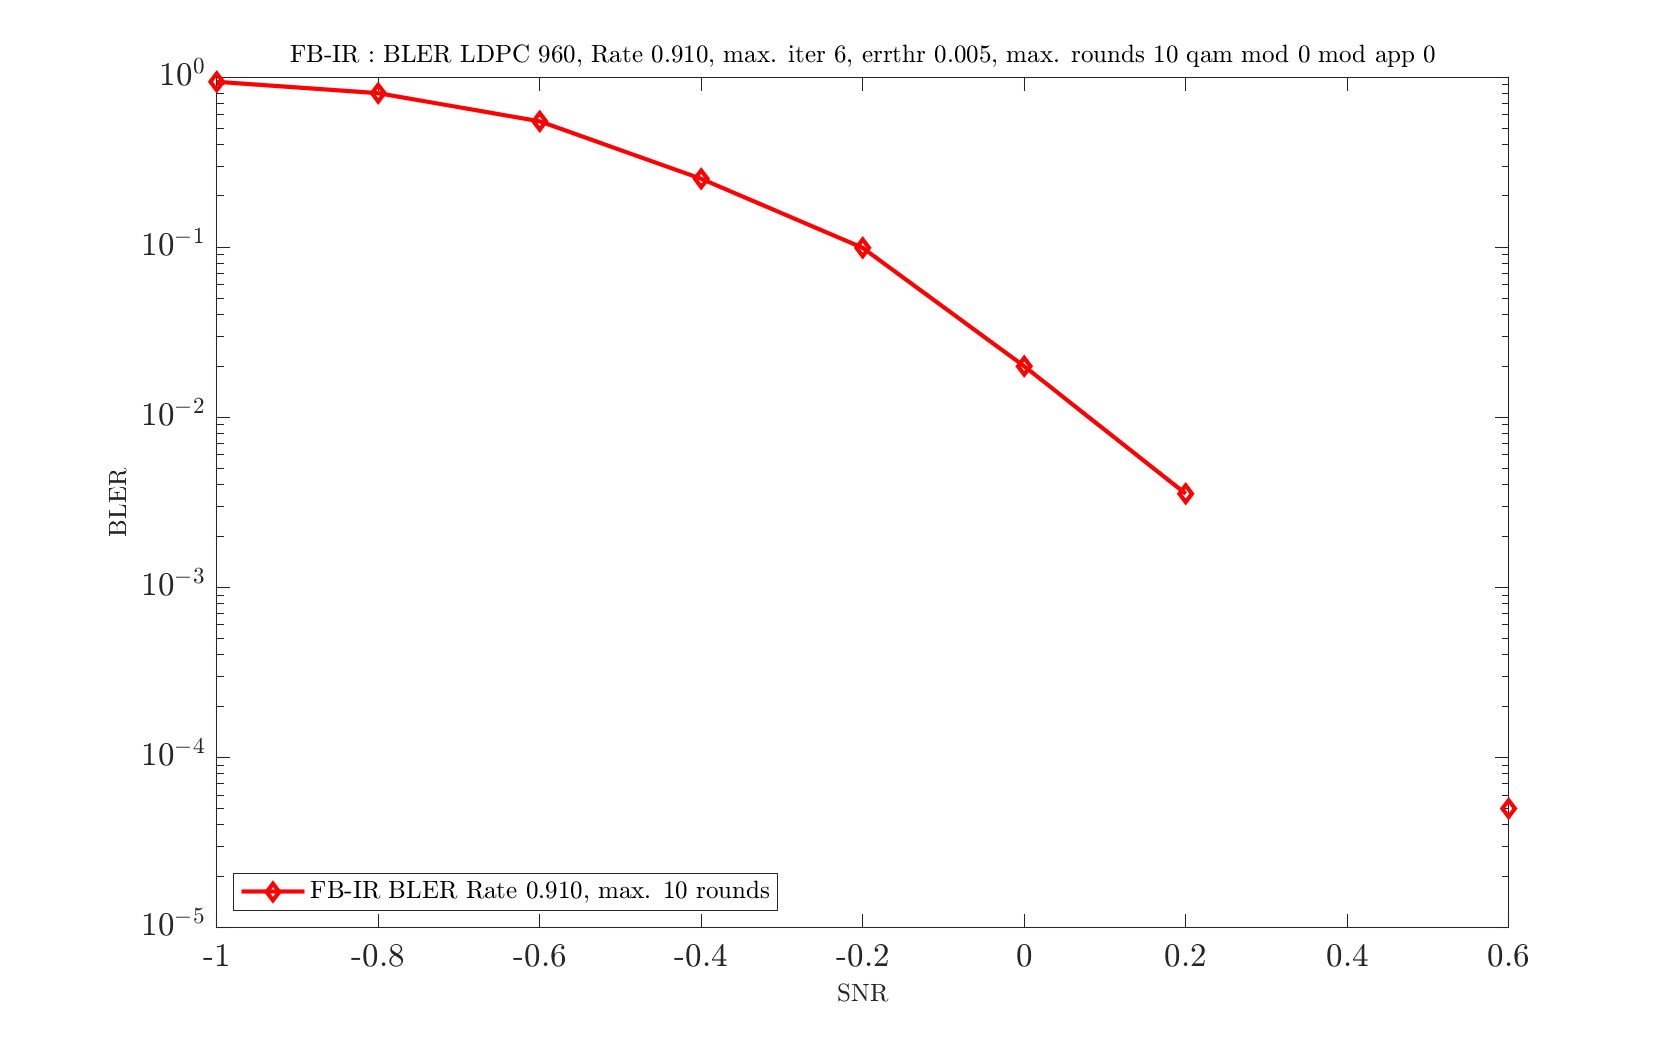 FB-IR : BLER LDPC 960, Rate 0.910, max. iter 6, errthr 0.005, max. rounds 10 qam mod 0 mod app 0
10^0
10^{-1}
10^{-2}
10^{-3}
10^{-4}
10^{-5}
BLER
FB-IR BLER Rate 0.910, max. 10 rounds
-1 -0.8 -0.6 -0.4 -0.2 0 0.2 0.4 0.6
SNR